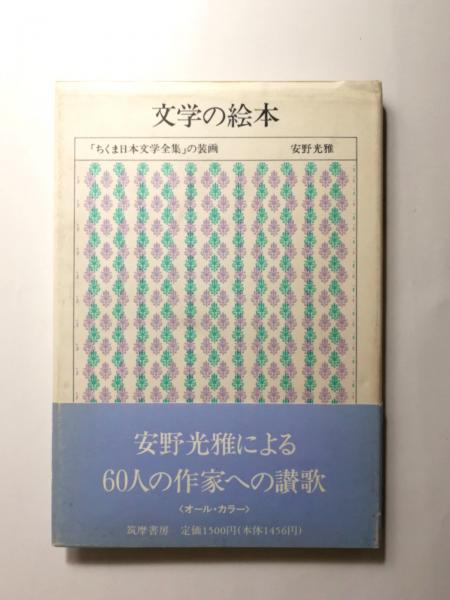 文学の絵本
「ちくま日本文学全集」の装画 安野光雅
安野光雅による
60人の作家への讃歌
〈オール・カラー〉
筑摩書房 定価1500円(本体1456円)